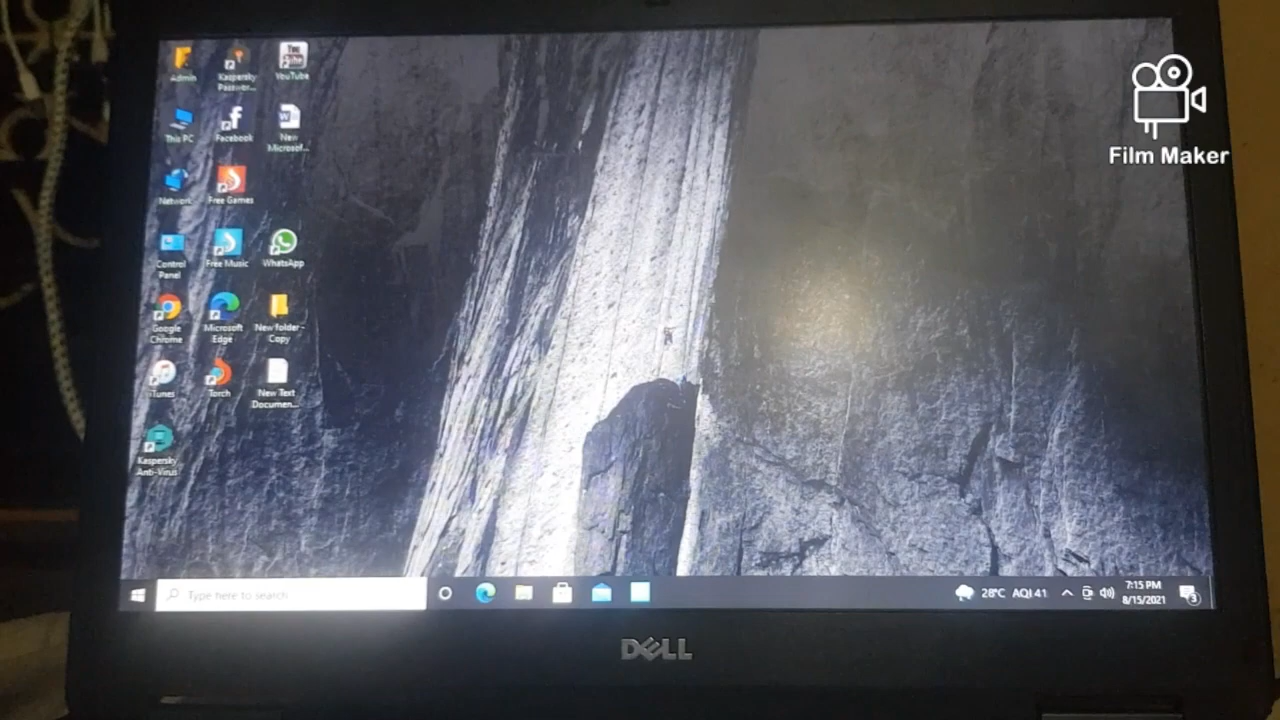 Admin
Kaspersky
Passwor...
YouTube
This PC
Facebook
New
Microsof...
Network
Free Games
Control
Panel
Free Music
WhatsApp
Google
Chrome
Microsoft
Edge
New folder -
Copy
iTunes
Torch
New Text
Documen...
Kaspersky
Anti-Virus
Film Maker
Type here to search
28°C AQI 41
7:15 PM
8/15/2021
3
DELL